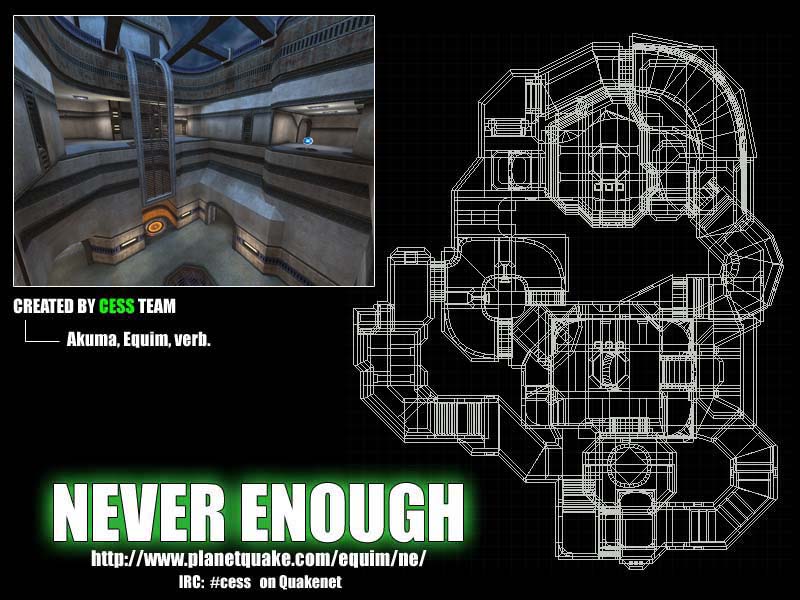 CREATED BY CESS TEAM
Akuma, Equim, verb.
NEVER ENOUGH
http://www.planetquake.com/equim/ne/
IRC: #cess on Quakenet